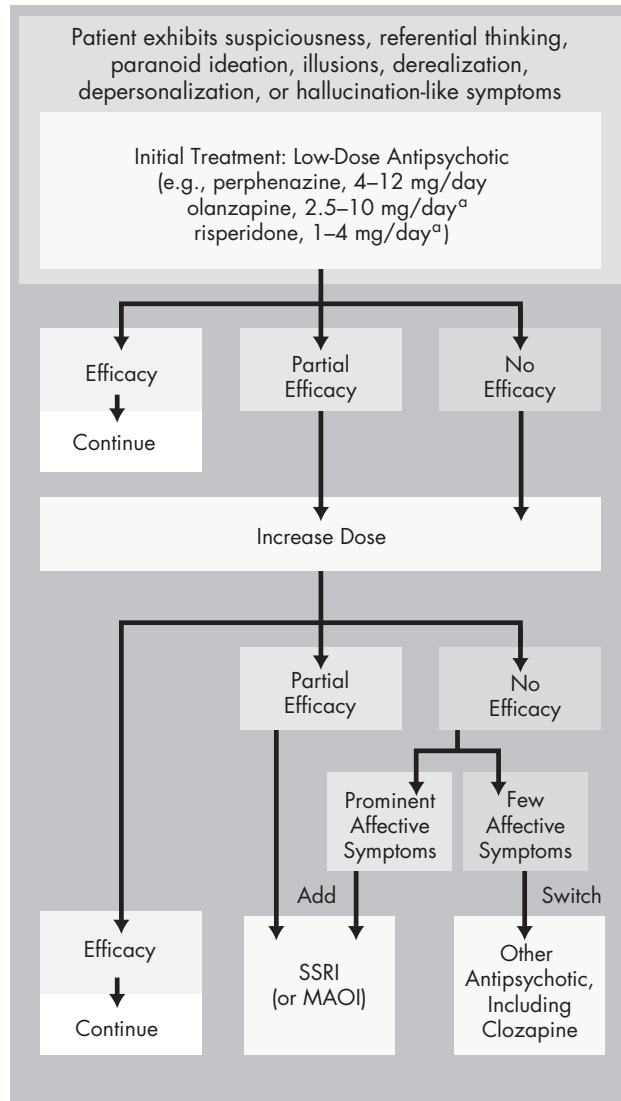 Patient exhibits suspiciousness, referential thinking,
paranoid ideation, illusions, derealization,
depersonalization, or hallucination-like symptoms
Initial Treatment: Low-Dose Antipsychotic
(e.g., perphenazine, 4–12 mg/day
olanzapine, 2.5–10 mg/dayᵃ
risperidone, 1–4 mg/dayᵃ)
Efficacy
Continue
Partial
Efficacy
No
Efficacy
Increase Dose
Partial
Efficacy
No
Efficacy
Prominent
Affective
Symptoms
Few
Affective
Symptoms
Add
Switch
Efficacy
Continue
SSRI
(or MAOI)
Other
Antipsychotic,
Including
Clozapine